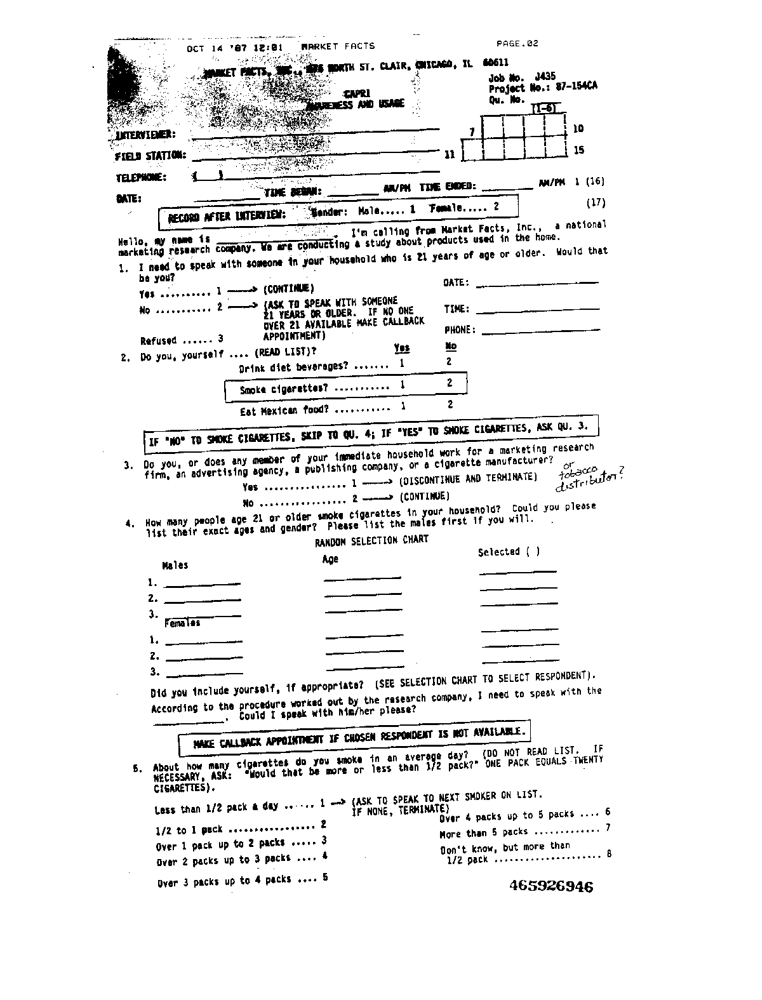 OCT 14 '87 12:01 MARKET FACTS PAGE.02
MARKET FACTS, INC., 676 NORTH ST. CLAIR, CHICAGO, IL 60611
Job No. J435
Project No.: 87-154CA
CAPRI
Qu. No.
AWARENESS AND USAGE
(1-6)
INTERVIEWER: 7 10
FIELD STATION: 11 15
TELEPHONE: ( )
DATE: TIME BEGAN: AM/PM TIME ENDED: AM/PM 1 (16)
RECORD AFTER INTERVIEW: Gender: Male..... 1 Female..... 2 (17)
Hello, my name is ____________________. I'm calling from Market Facts, Inc., a national
marketing research company. We are conducting a study about products used in the home.
1. I need to speak with someone in your household who is 21 years of age or older. Would that
be you?
Yes .......... 1 ——> (CONTINUE) DATE:
No ........... 2 ——> (ASK TO SPEAK WITH SOMEONE
21 YEARS OR OLDER. IF NO ONE TIME:
OVER 21 AVAILABLE MAKE CALLBACK
Refused ...... 3 APPOINTMENT) PHONE:
2. Do you, yourself .... (READ LIST)? Yes No
Drink diet beverages? ....... 1 2
Smoke cigarettes? ........... 1 2
Eat Mexican food? ........... 1 2
IF "NO" TO SMOKE CIGARETTES, SKIP TO QU. 4; IF "YES" TO SMOKE CIGARETTES, ASK QU. 3.
3. Do you, or does any member of your immediate household work for a marketing research
firm, an advertising agency, a publishing company, or a cigarette manufacturer? or tobacco distributor?
Yes ................ 1 ——> (DISCONTINUE AND TERMINATE)
No ................. 2 ——> (CONTINUE)
4. How many people age 21 or older smoke cigarettes in your household? Could you please
list their exact ages and gender? Please list the males first if you will.
RANDOM SELECTION CHART
Males Age Selected ( )
1.
2.
3.
Females
1.
2.
3.
Did you include yourself, if appropriate? (SEE SELECTION CHART TO SELECT RESPONDENT).
According to the procedure worked out by the research company, I need to speak with the
____________. Could I speak with him/her please?
MAKE CALLBACK APPOINTMENT IF CHOSEN RESPONDENT IS NOT AVAILABLE.
5. About how many cigarettes do you smoke in an average day? (DO NOT READ LIST. IF
NECESSARY, ASK: "Would that be more or less than 1/2 pack?" ONE PACK EQUALS TWENTY
CIGARETTES).
Less than 1/2 pack a day ...... 1 —> (ASK TO SPEAK TO NEXT SMOKER ON LIST.
IF NONE, TERMINATE)
1/2 to 1 pack ................. 2 Over 4 packs up to 5 packs .... 6
Over 1 pack up to 2 packs ..... 3 More than 5 packs ............. 7
Over 2 packs up to 3 packs .... 4 Don't know, but more than
1/2 pack .................... 8
Over 3 packs up to 4 packs .... 5
465926946